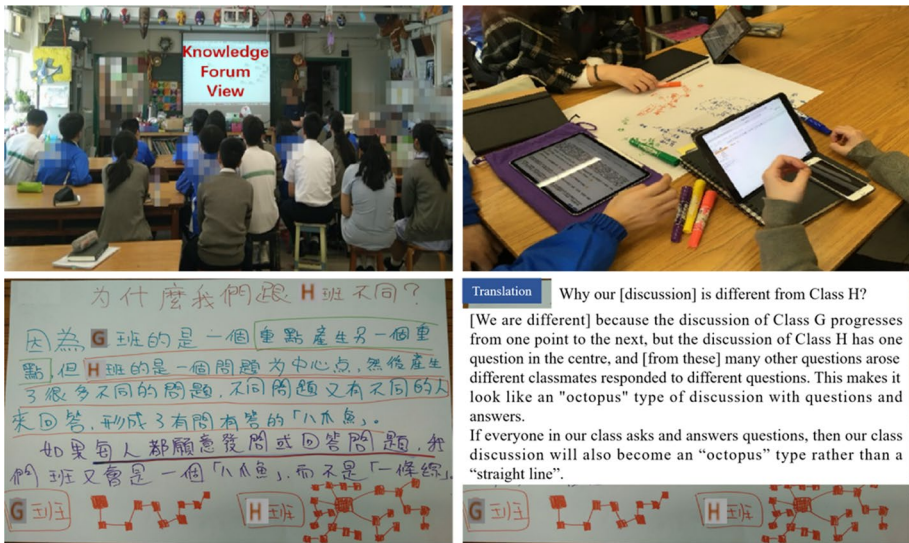 Knowledge
Forum
View
为什麼我們跟H班不同？
因為G班的是一個重點產生另一個重
點,但H班的是一個問題為中心点,然後產生
了很多不同的問題,不同問題又有不同的人
來回答,形成了有問有答的「八爪魚」。
如果每人都願意發問或回答問題,我
們班又會是一個「八爪魚」,而不是「一條線」。
G班
H班
Translation
Why our [discussion] is different from Class H?
[We are different] because the discussion of Class G progresses
from one point to the next, but the discussion of Class H has one
question in the centre, and [from these] many other questions arose
different classmates responded to different questions. This makes it
look like an "octopus" type of discussion with questions and
answers.
If everyone in our class asks and answers questions, then our class
discussion will also become an “octopus” type rather than a
“straight line”.
G班
H班